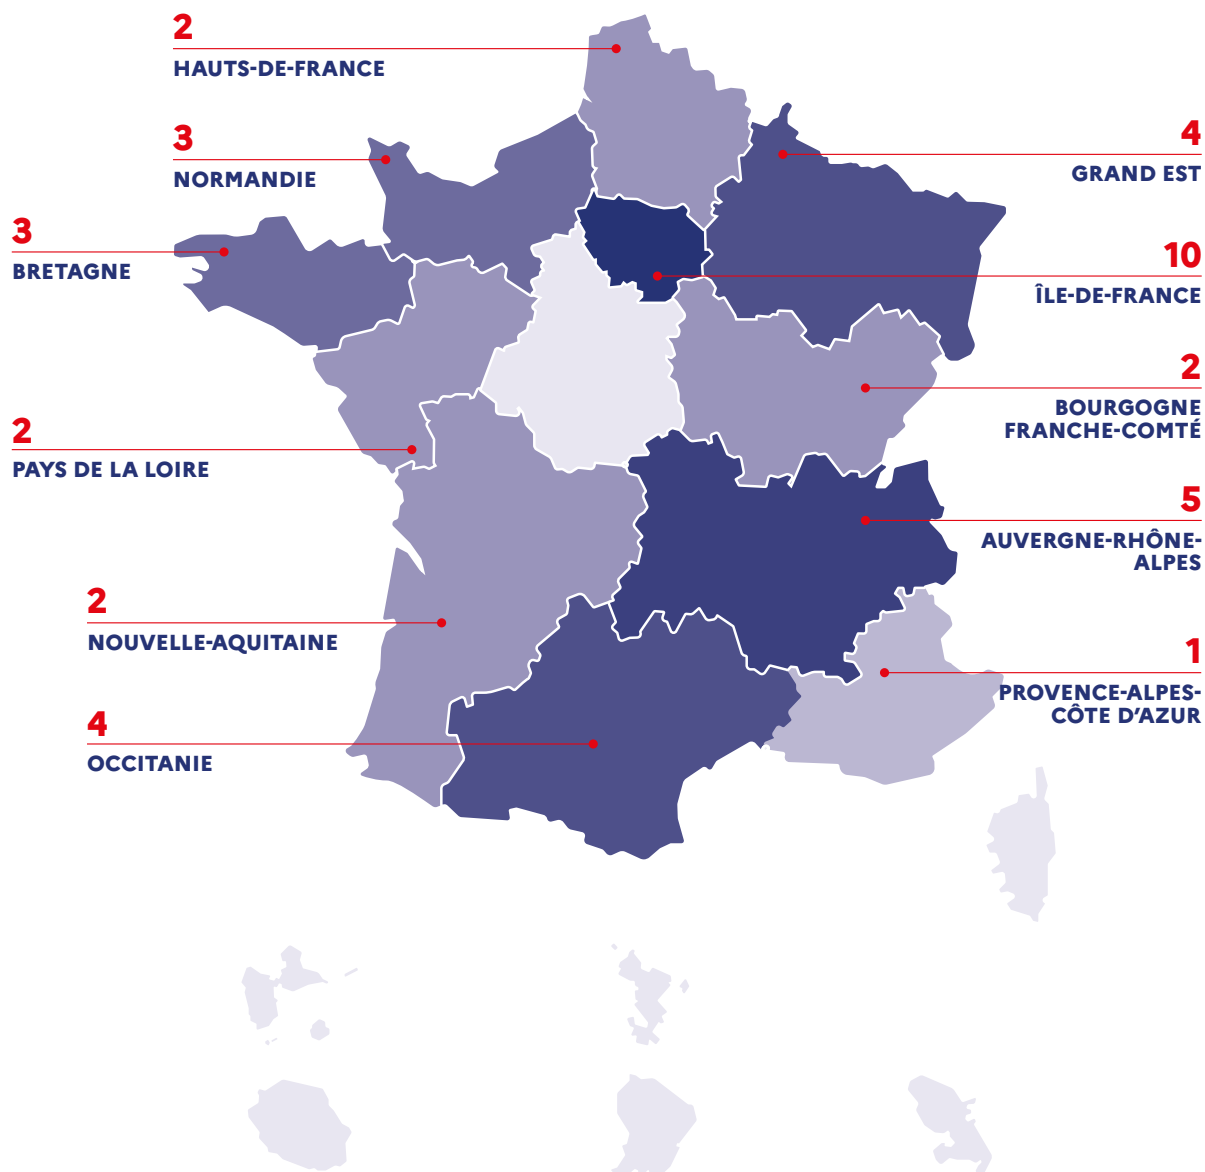 2
HAUTS-DE-FRANCE
3
NORMANDIE
3
BRETAGNE
2
PAYS DE LA LOIRE
2
NOUVELLE-AQUITAINE
4
OCCITANIE
4
GRAND EST
10
ÎLE-DE-FRANCE
2
BOURGOGNE
FRANCHE-COMTÉ
5
AUVERGNE-RHÔNE-
ALPES
1
PROVENCE-ALPES-
CÔTE D’AZUR